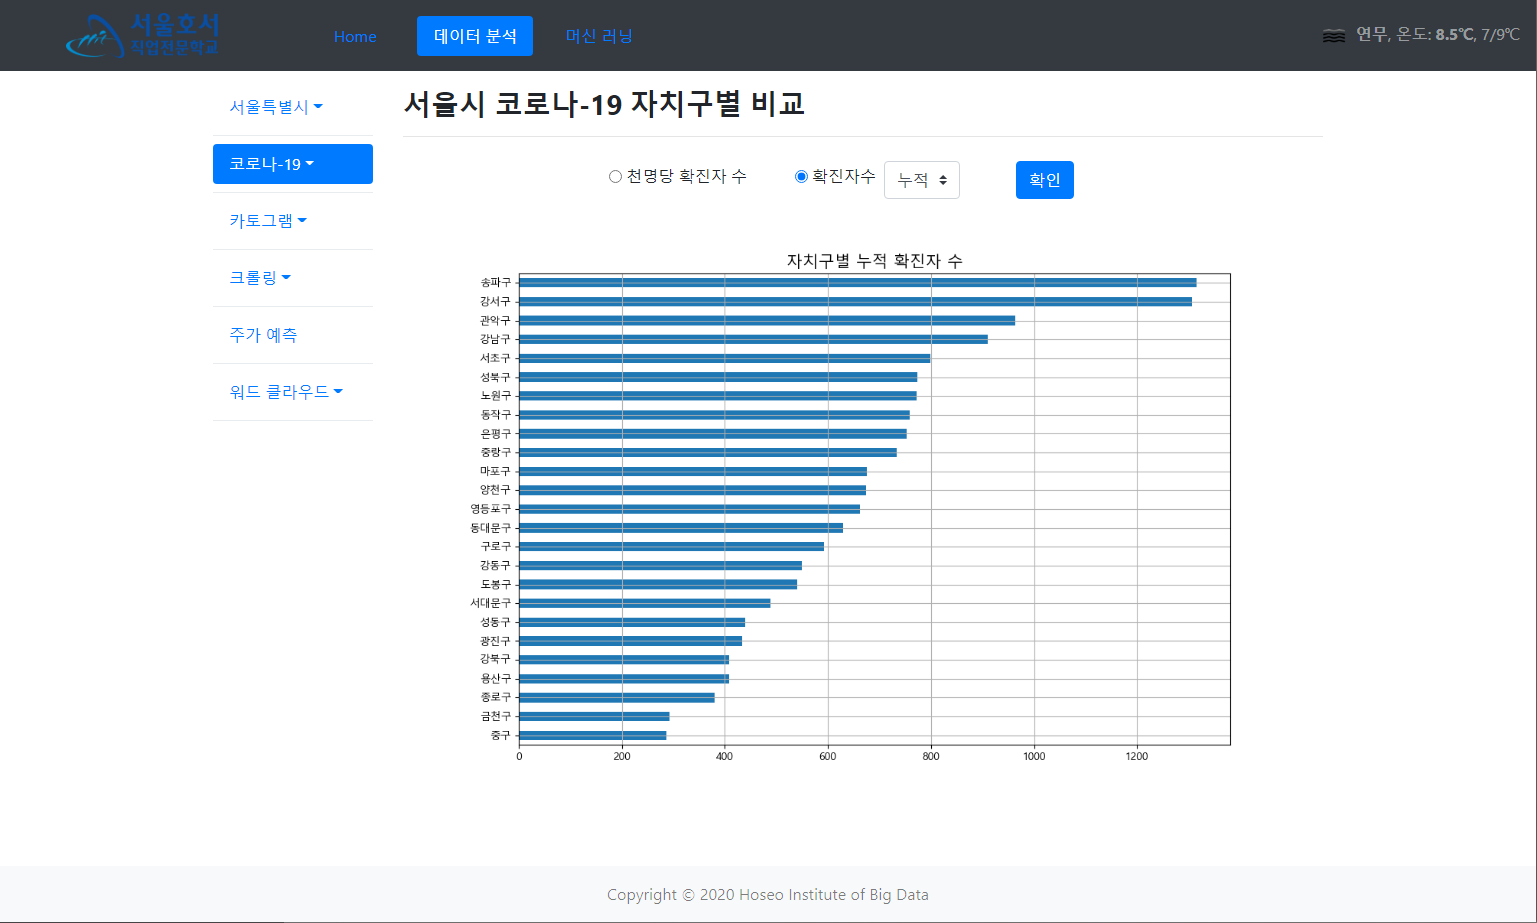 서울호서
직업전문학교
Home
데이터 분석
머신 러닝
연무, 온도: 8.5℃, 7/9℃
서울특별시
코로나-19
카토그램
크롤링
주가 예측
워드 클라우드
서울시 코로나-19 자치구별 비교
천명당 확진자 수
확진자수
누적
확인
자치구별 누적 확진자 수
송파구
강서구
관악구
강남구
서초구
성북구
노원구
동작구
은평구
중랑구
마포구
양천구
영등포구
동대문구
구로구
강동구
도봉구
서대문구
성동구
광진구
강북구
용산구
종로구
금천구
중구
0 200 400 600 800 1000 1200
Copyright © 2020 Hoseo Institute of Big Data